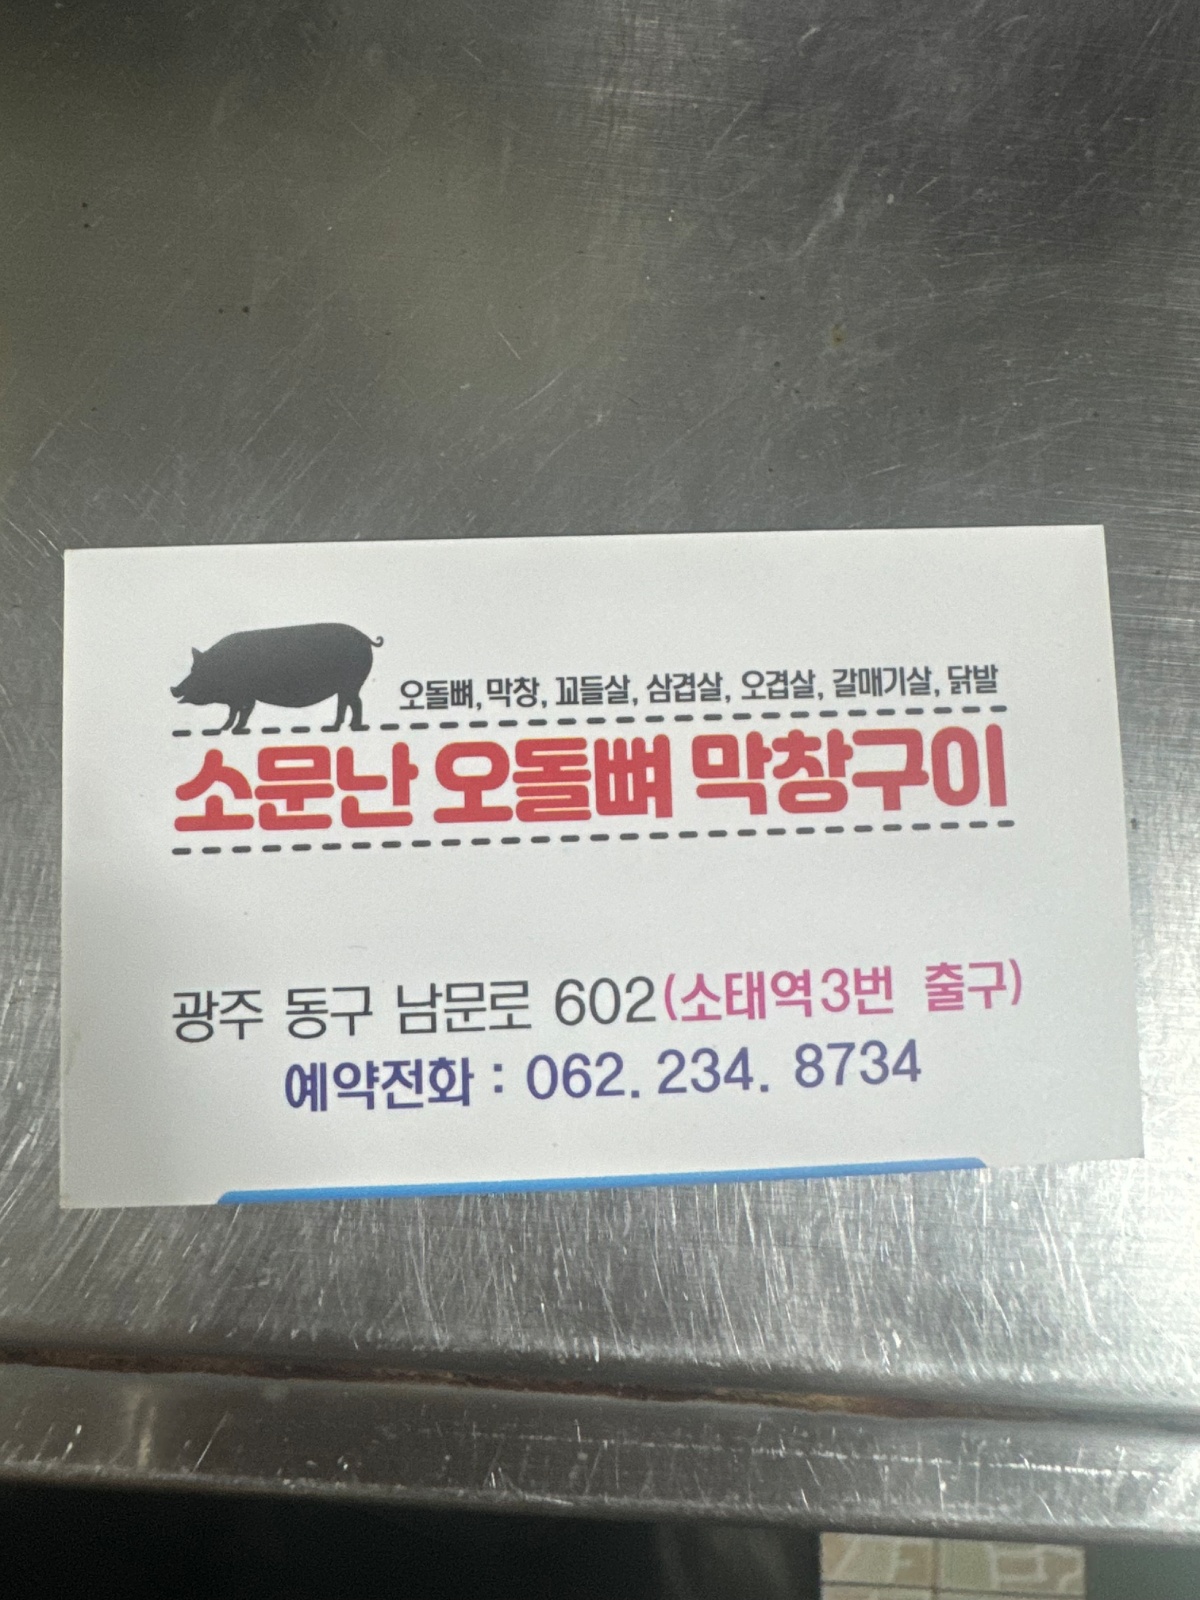 오돌뼈, 막창, 꼬들살, 삼겹살, 오겹살, 갈매기살, 닭발
소문난 오돌뼈 막창구이
광주 동구 남문로 602(소태역3번 출구)
예약전화 : 062. 234. 8734